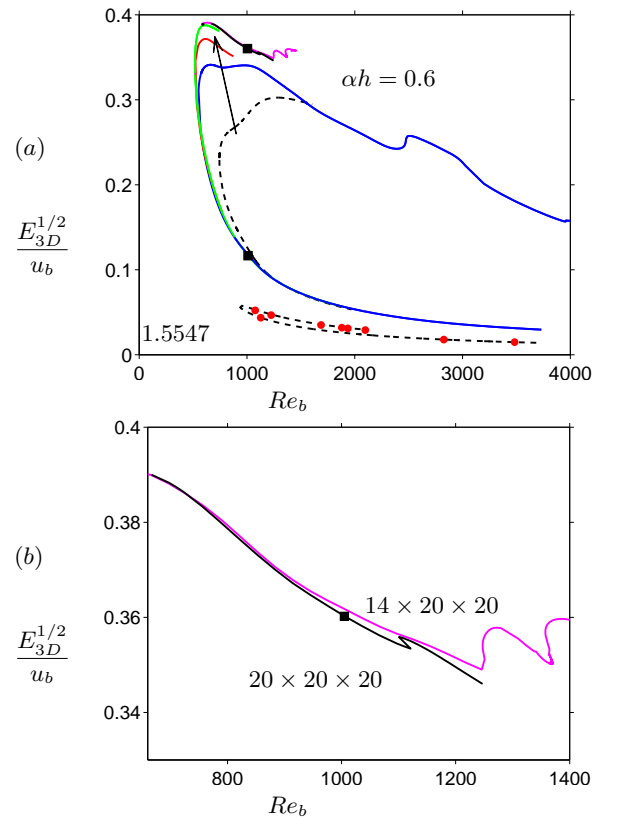 0.4
0.3
αh = 0.6
(a)
0.2
E_{3D}^{1/2}
u_b
0.1
1.5547
0
0 1000 2000 3000 4000
Re_b
0.4
0.38
(b)
0.36
14 × 20 × 20
E_{3D}^{1/2}
u_b
20 × 20 × 20
0.34
800 1000 1200 1400
Re_b